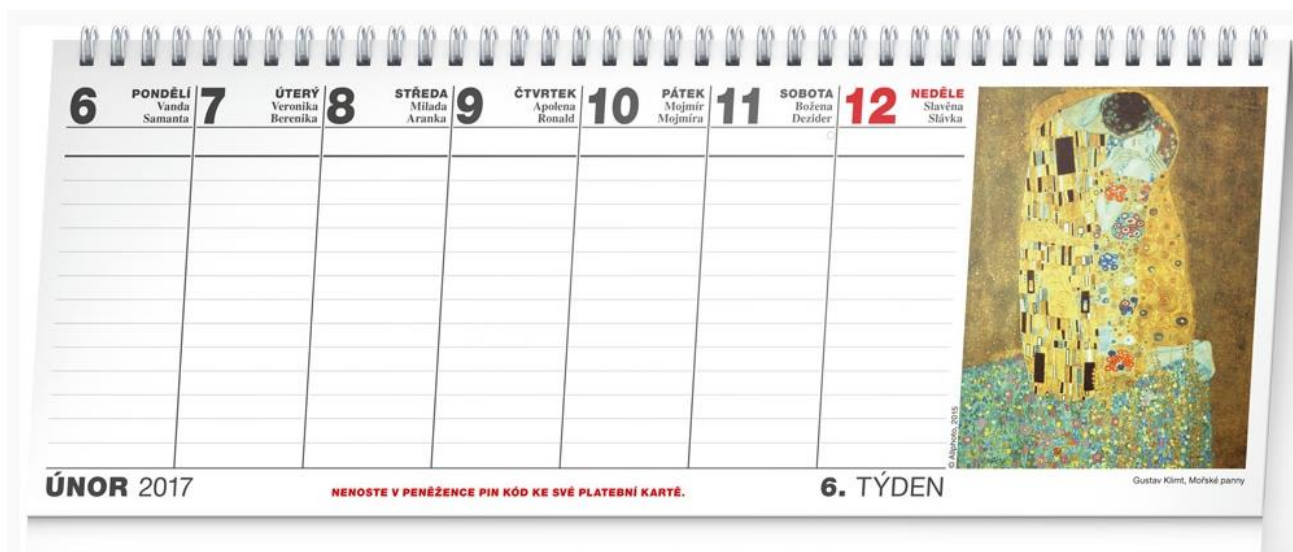 6 PONDĚLÍ
Vanda
Samanta
7 ÚTERÝ
Veronika
Berenika
8 STŘEDA
Milada
Aranka
9 ČTVRTEK
Apolena
Ronald
10 PÁTEK
Mojmír
Mojmíra
11 SOBOTA
Božena
Dezider
12 NEDĚLE
Slavěna
Slávka
© Allphoto, 2015
ÚNOR 2017
NENOSTE V PENĚŽENCE PIN KÓD KE SVÉ PLATEBNÍ KARTĚ.
6. TÝDEN
Gustav Klimt, Mořské panny